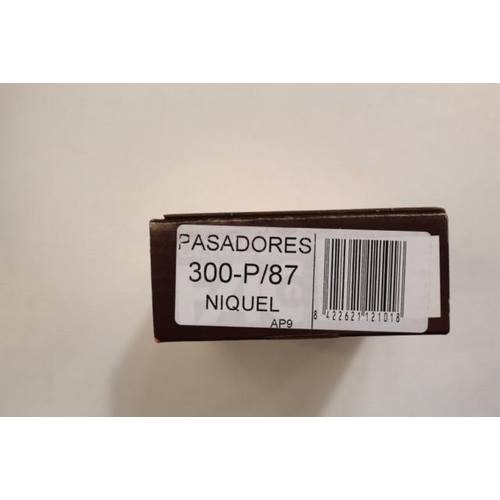 PASADORES
300-P/87
NIQUEL
AP9
8 422621 121018